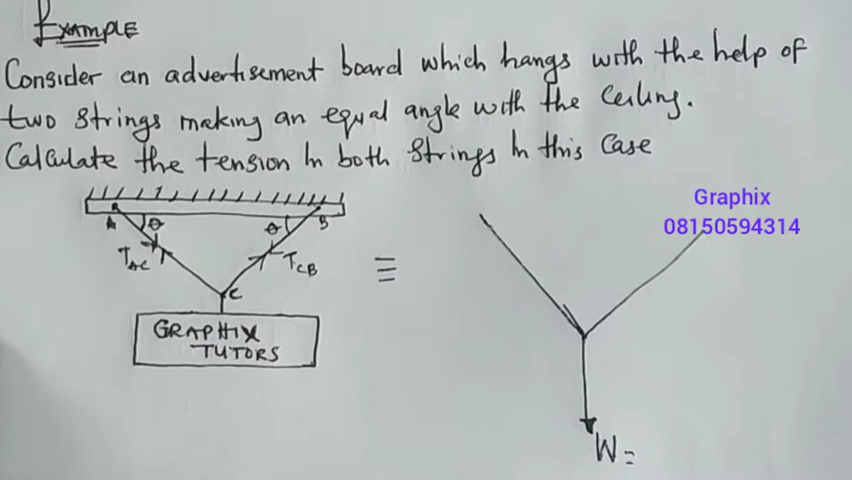 EXAMPLE
Consider an advertisement board which hangs with the help of
two strings making an equal angle with the Ceiling.
Calculate the tension in both strings in this case
Graphix
08150594314
A θ θ B
T_AC T_CB
≡
C
GRAPHIX
TUTORS
W =